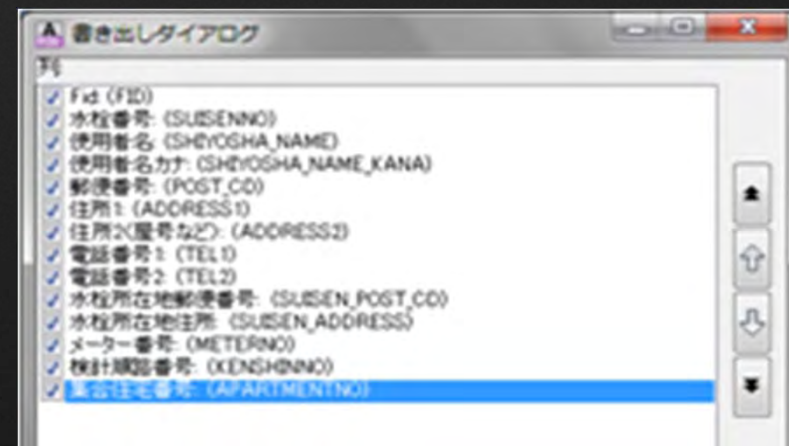 書き出しダイアログ
列
Fid: (FID)
水栓番号: (SUISENNO)
使用者名: (SHIYOSHA_NAME)
使用者名カナ: (SHIYOSHA_NAME_KANA)
郵便番号: (POST_CD)
住所1: (ADDRESS1)
住所2(屋号など): (ADDRESS2)
電話番号1: (TEL1)
電話番号2: (TEL2)
水栓所在地郵便番号: (SUISEN_POST_CD)
水栓所在地住所: (SUISEN_ADDRESS)
メーター番号: (METERNO)
検針順路番号: (KENSHINNO)
集合住宅番号: (APARTMENTNO)